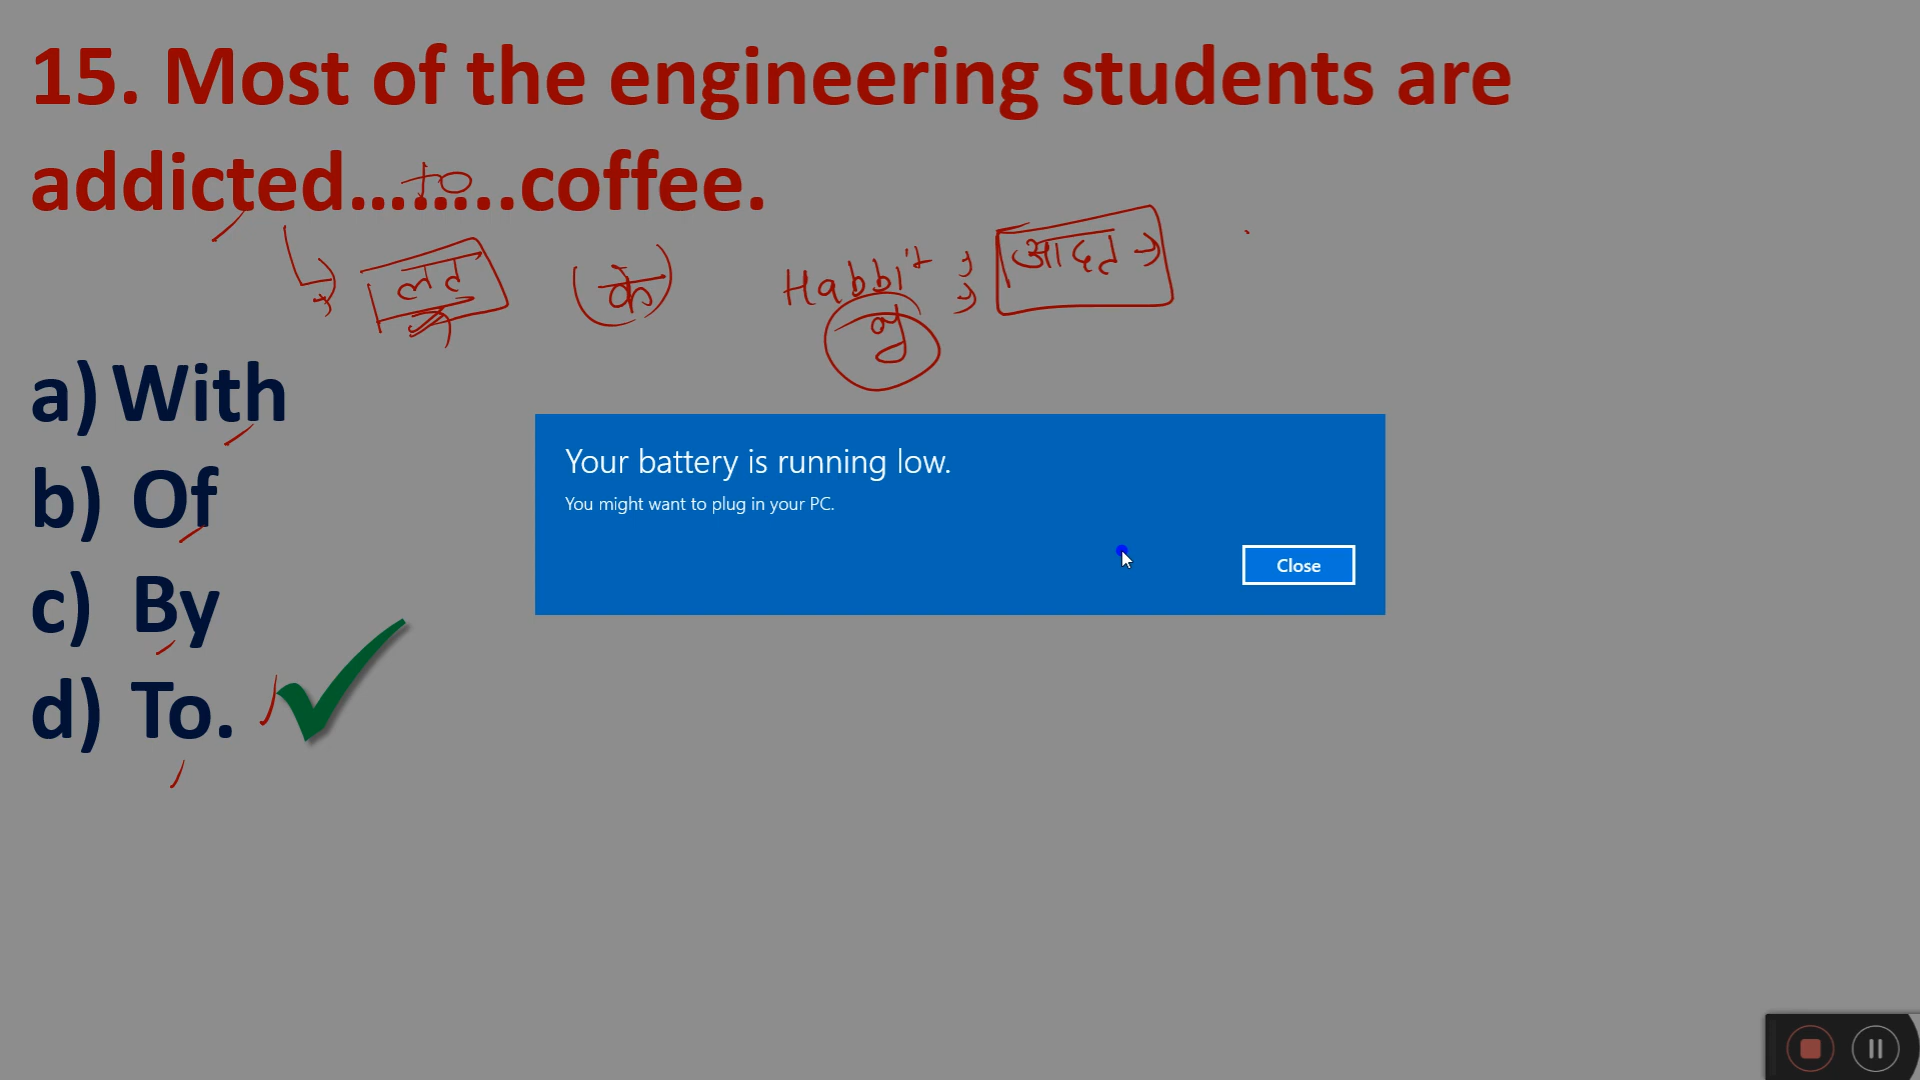 15. Most of the engineering students are
addicted.........coffee.
to
लत
के
Habbit
आदत
a) With
b) Of
c) By
d) To.
Your battery is running low.
You might want to plug in your PC.
Close